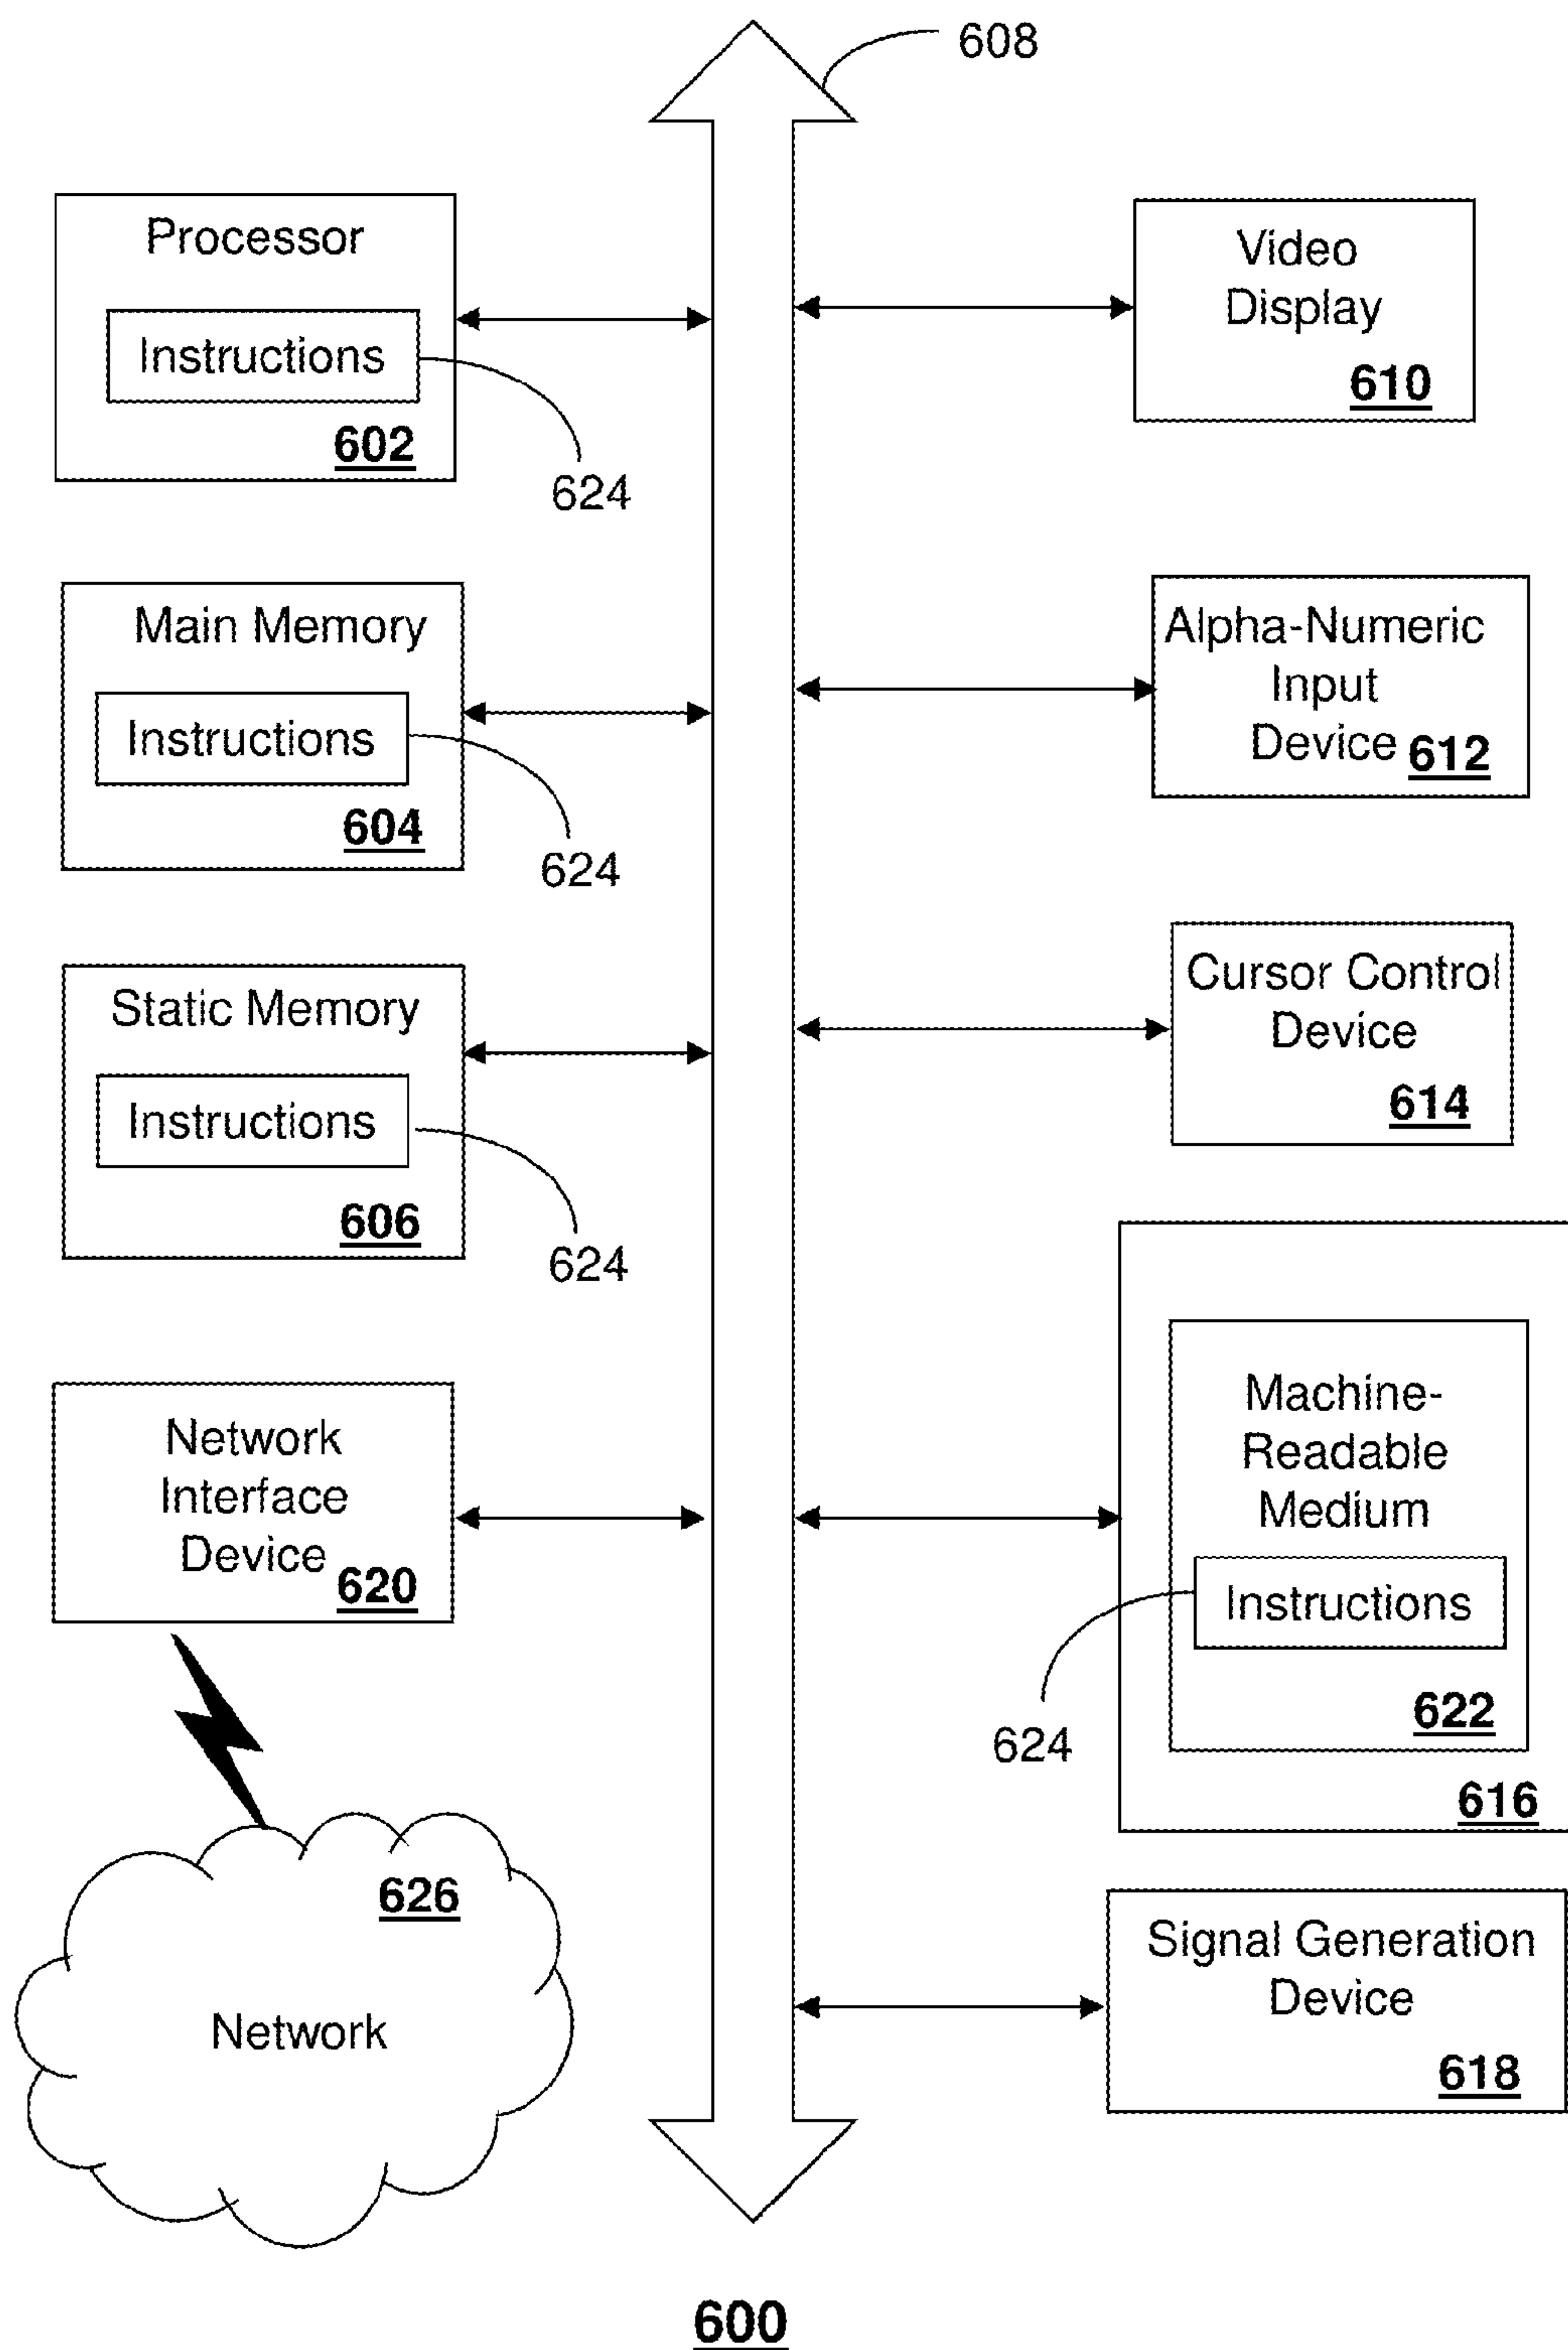 608
Processor
Instructions
602
624
Main Memory
Instructions
604
624
Static Memory
Instructions
606
624
Network
Interface
Device
620
626
Network
Video
Display
610
Alpha-Numeric
Input
Device
612
Cursor Control
Device
614
Machine-
Readable
Medium
Instructions
624
622
616
Signal Generation
Device
618
600